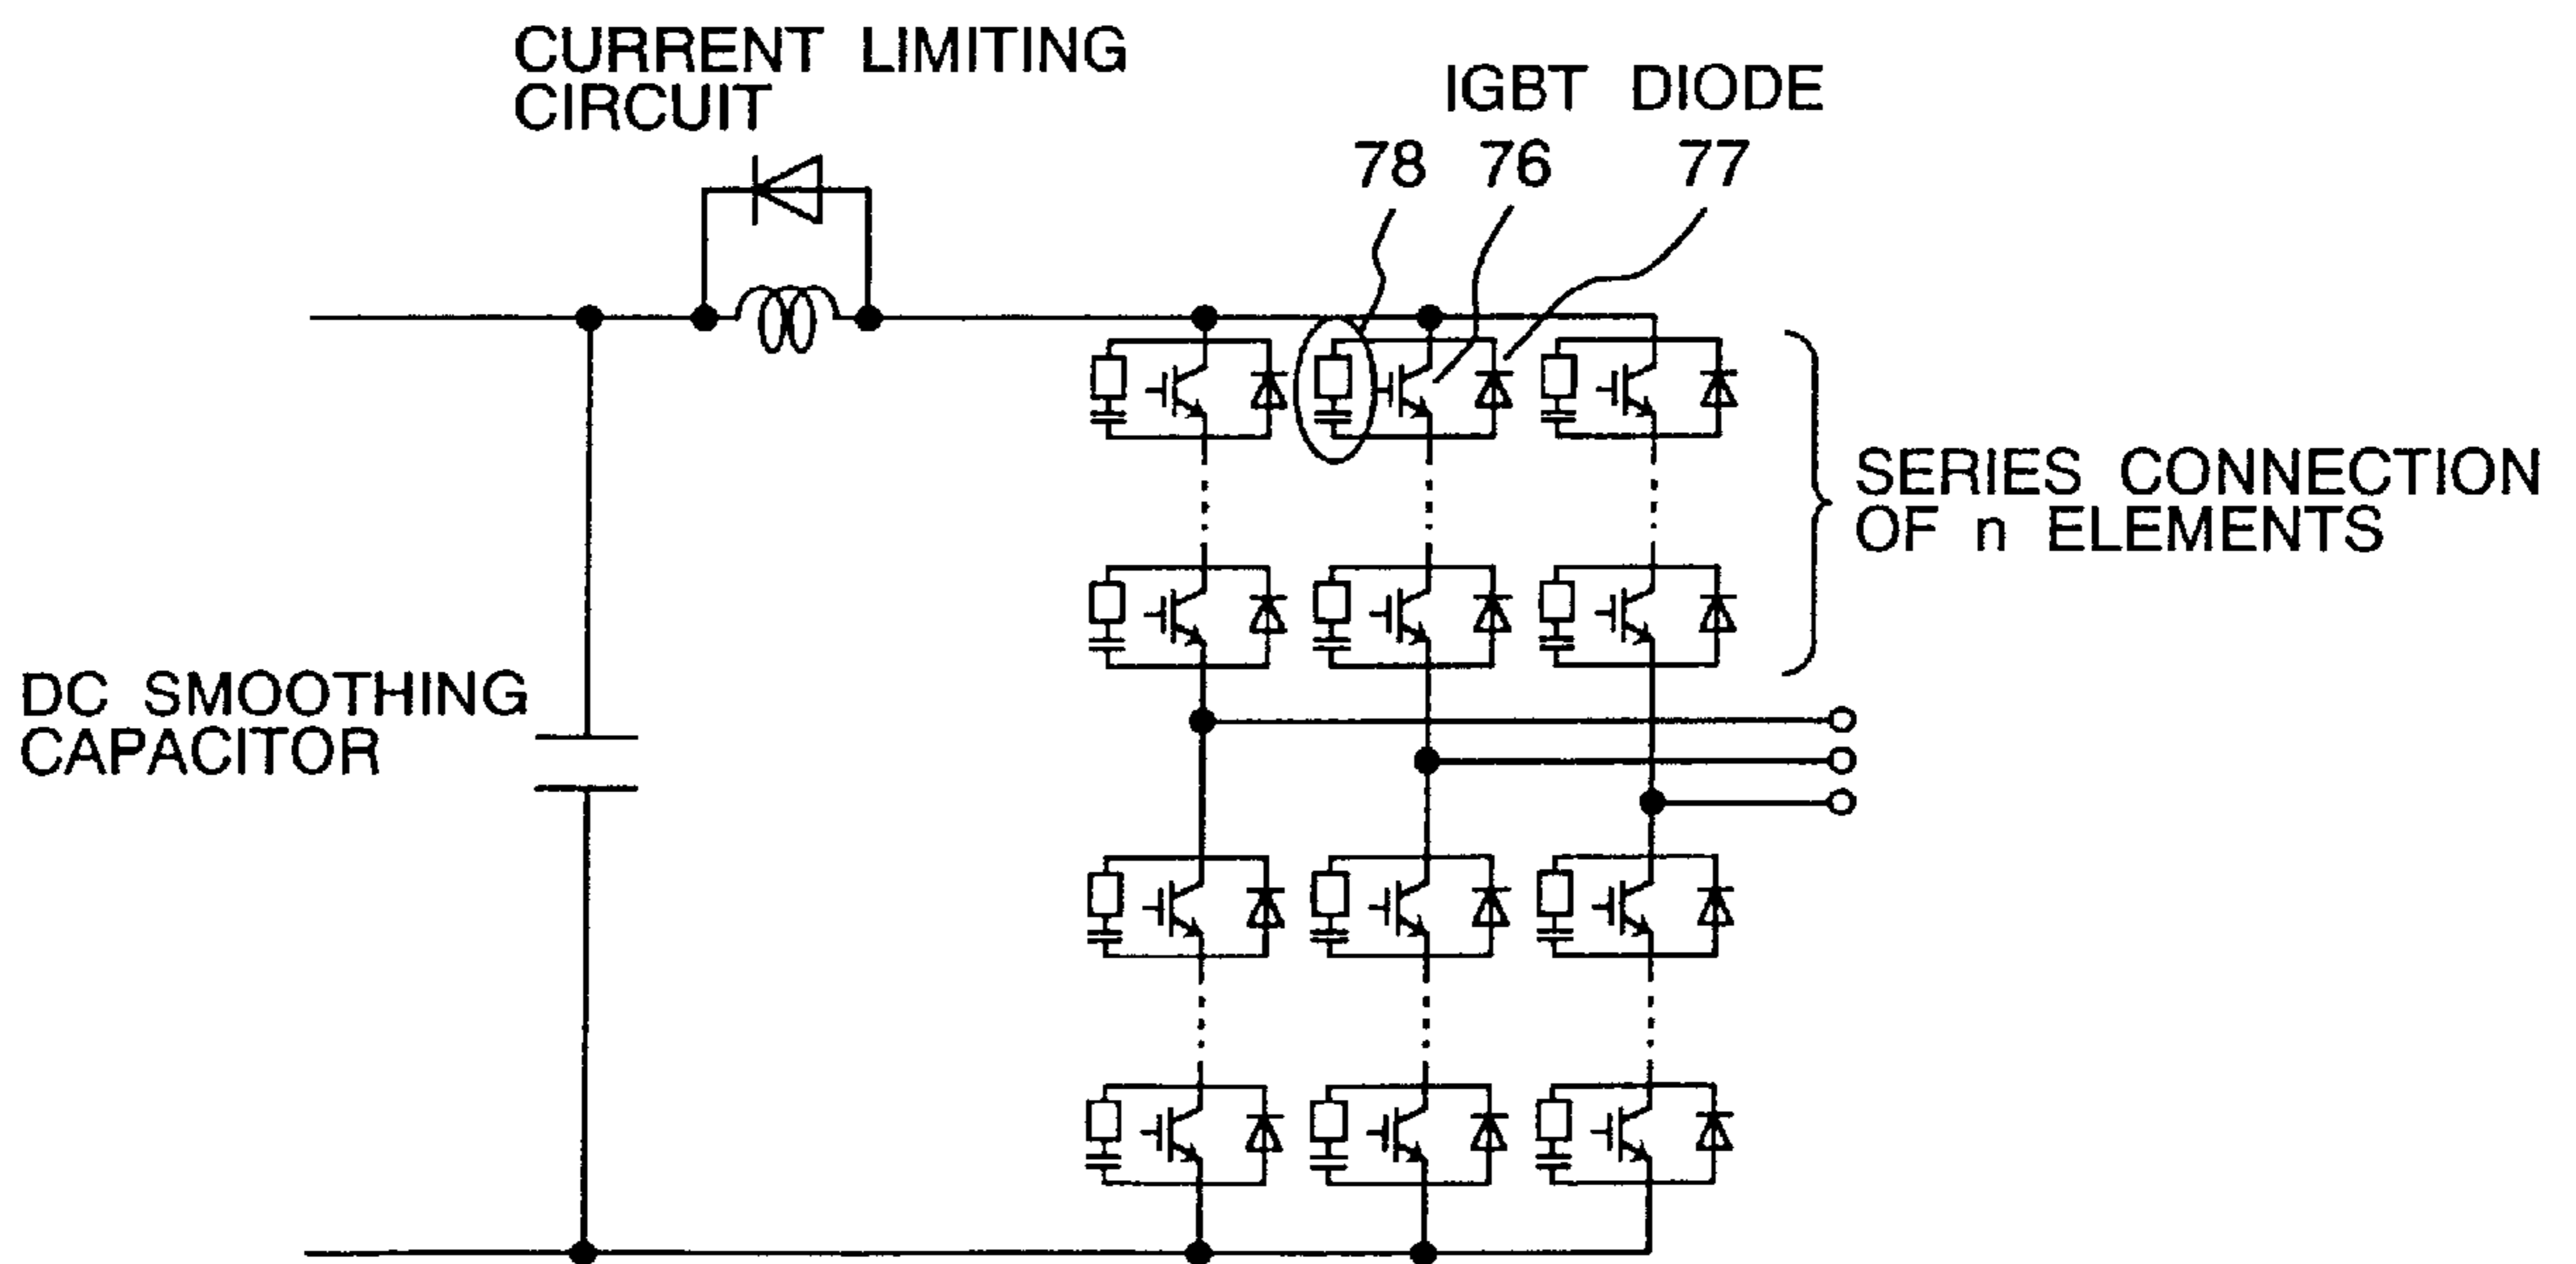 CURRENT LIMITING
CIRCUIT
IGBT DIODE
78 76 77
SERIES CONNECTION
OF n ELEMENTS
DC SMOOTHING
CAPACITOR